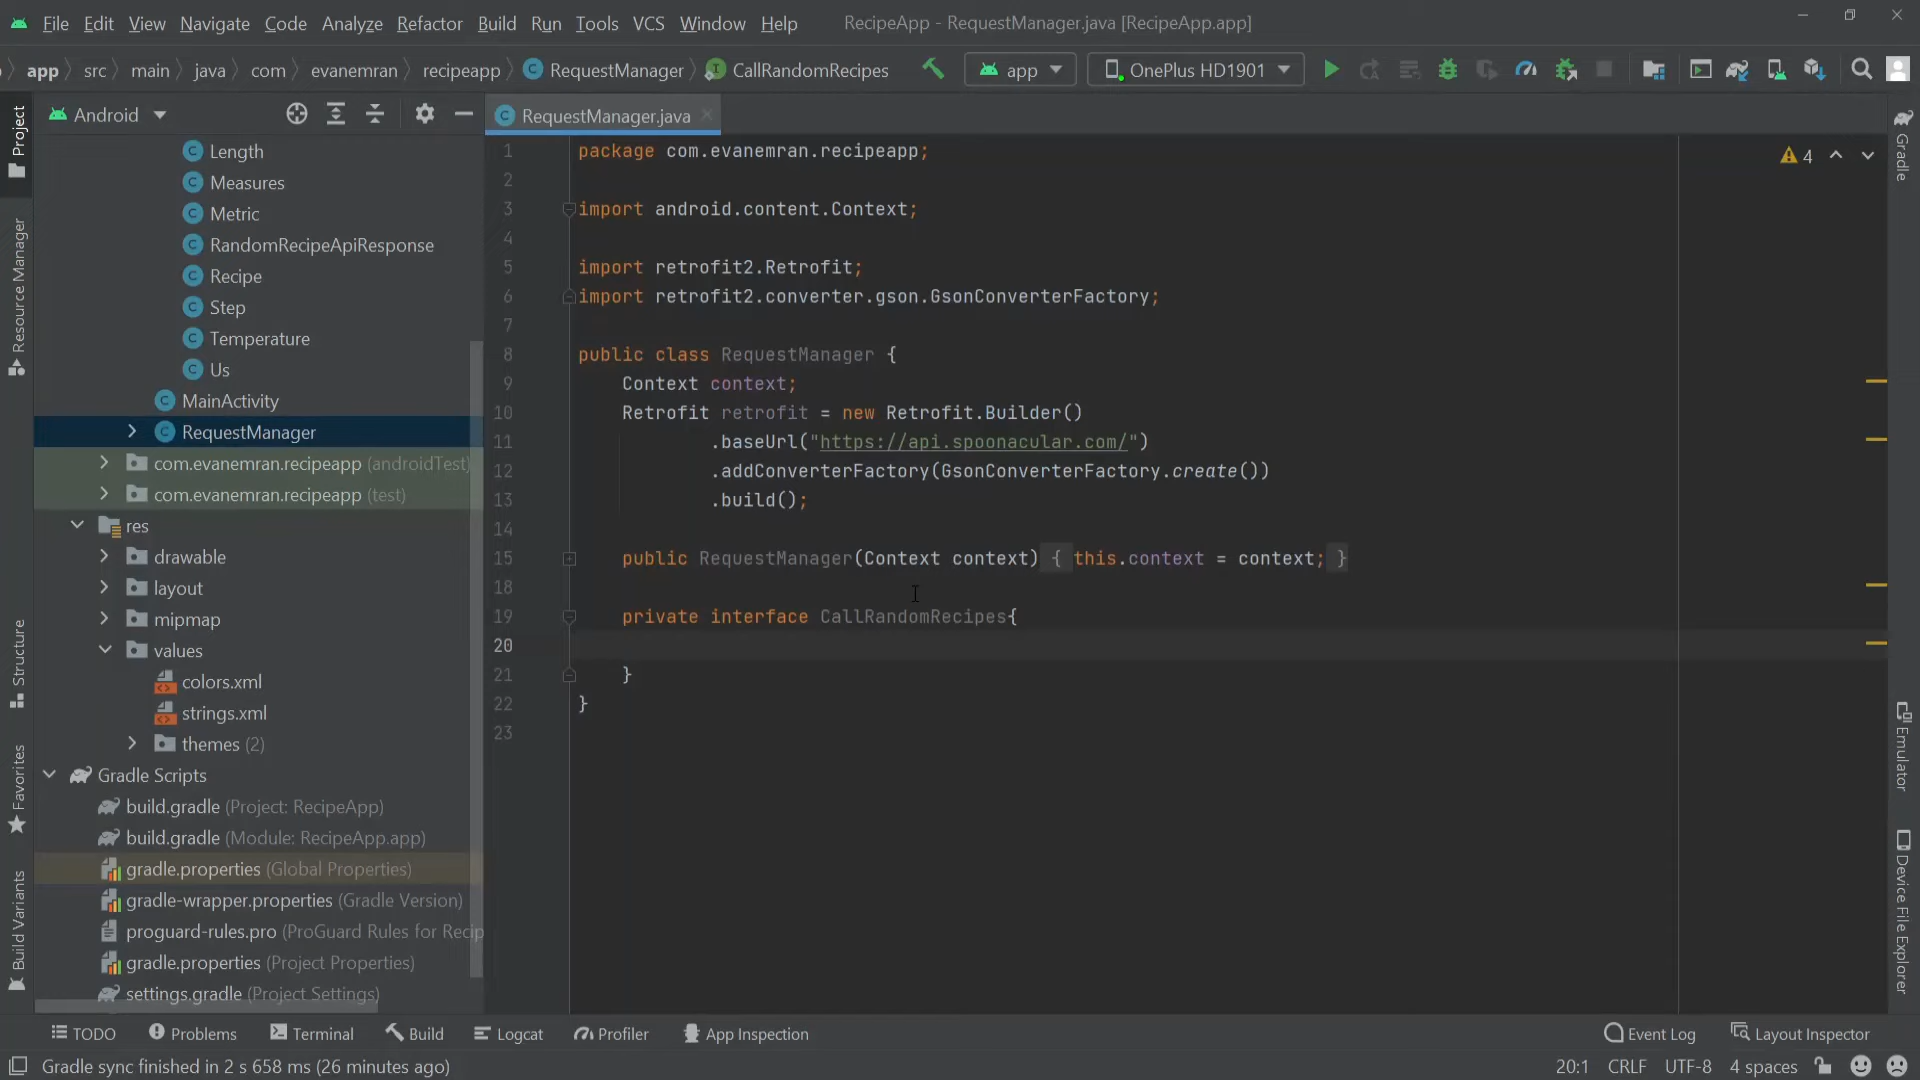 File Edit View Navigate Code Analyze Refactor Build Run Tools VCS Window Help RecipeApp - RequestManager.java [RecipeApp.app]
app src main java com evanemran recipeapp RequestManager CallRandomRecipes app OnePlus HD1901
Project
Resource Manager
Structure
Favorites
Build Variants
Android
Length
Measures
Metric
RandomRecipeApiResponse
Recipe
Step
Temperature
Us
MainActivity
RequestManager
com.evanemran.recipeapp (androidTest)
com.evanemran.recipeapp (test)
res
drawable
layout
mipmap
values
colors.xml
strings.xml
themes (2)
Gradle Scripts
build.gradle (Project: RecipeApp)
build.gradle (Module: RecipeApp.app)
gradle.properties (Global Properties)
gradle-wrapper.properties (Gradle Version)
proguard-rules.pro (ProGuard Rules for Recip
gradle.properties (Project Properties)
settings.gradle (Project Settings)
RequestManager.java
4
1 package com.evanemran.recipeapp;
2
3 import android.content.Context;
4
5 import retrofit2.Retrofit;
6 import retrofit2.converter.gson.GsonConverterFactory;
7
8 public class RequestManager {
9 Context context;
10 Retrofit retrofit = new Retrofit.Builder()
11 .baseUrl("https://api.spoonacular.com/")
12 .addConverterFactory(GsonConverterFactory.create())
13 .build();
14
15 public RequestManager(Context context) { this.context = context; }
18
19 private interface CallRandomRecipes{
20
21 }
22 }
23
Gradle
Emulator
Device File Explorer
TODO Problems Terminal Build Logcat Profiler App Inspection Event Log Layout Inspector
Gradle sync finished in 2 s 658 ms (26 minutes ago) 20:1 CRLF UTF-8 4 spaces